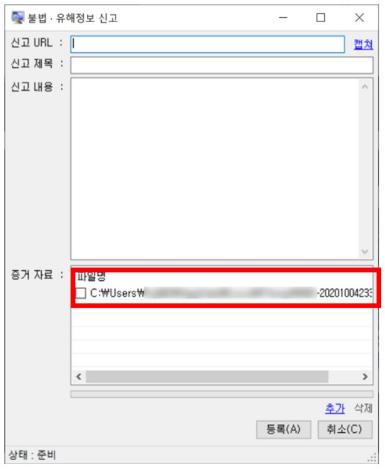 불법·유해정보 신고
신고 URL : 캡쳐
신고 제목 :
신고 내용 :
증거 자료 : 파일명
C:₩Users₩ -20201004233
추가 삭제
등록(A) 취소(C)
상태 : 준비